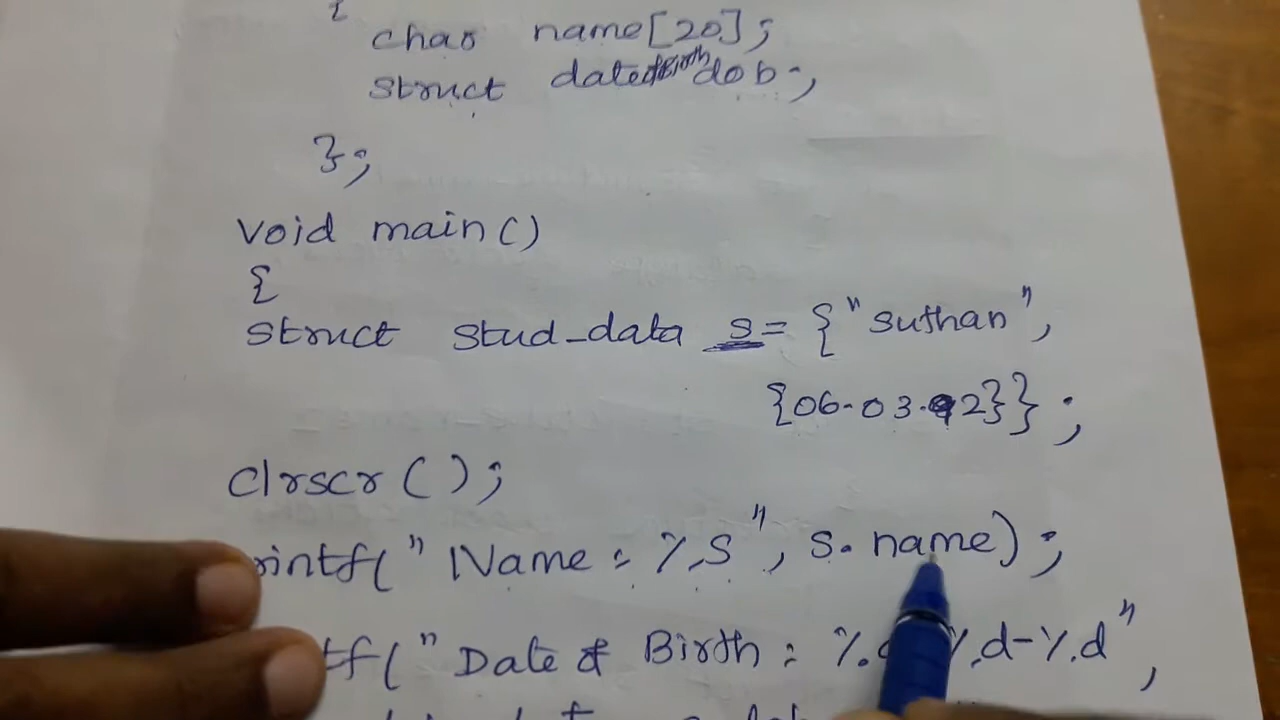 {
char name[20];
struct dateofBirth dob;
};
void main()
{
struct stud_data s = {"suthan",
{06-03-92}};
clrscr();
rintf("Name : %s", s.name);
tf("Date of Birth : %d-%d",